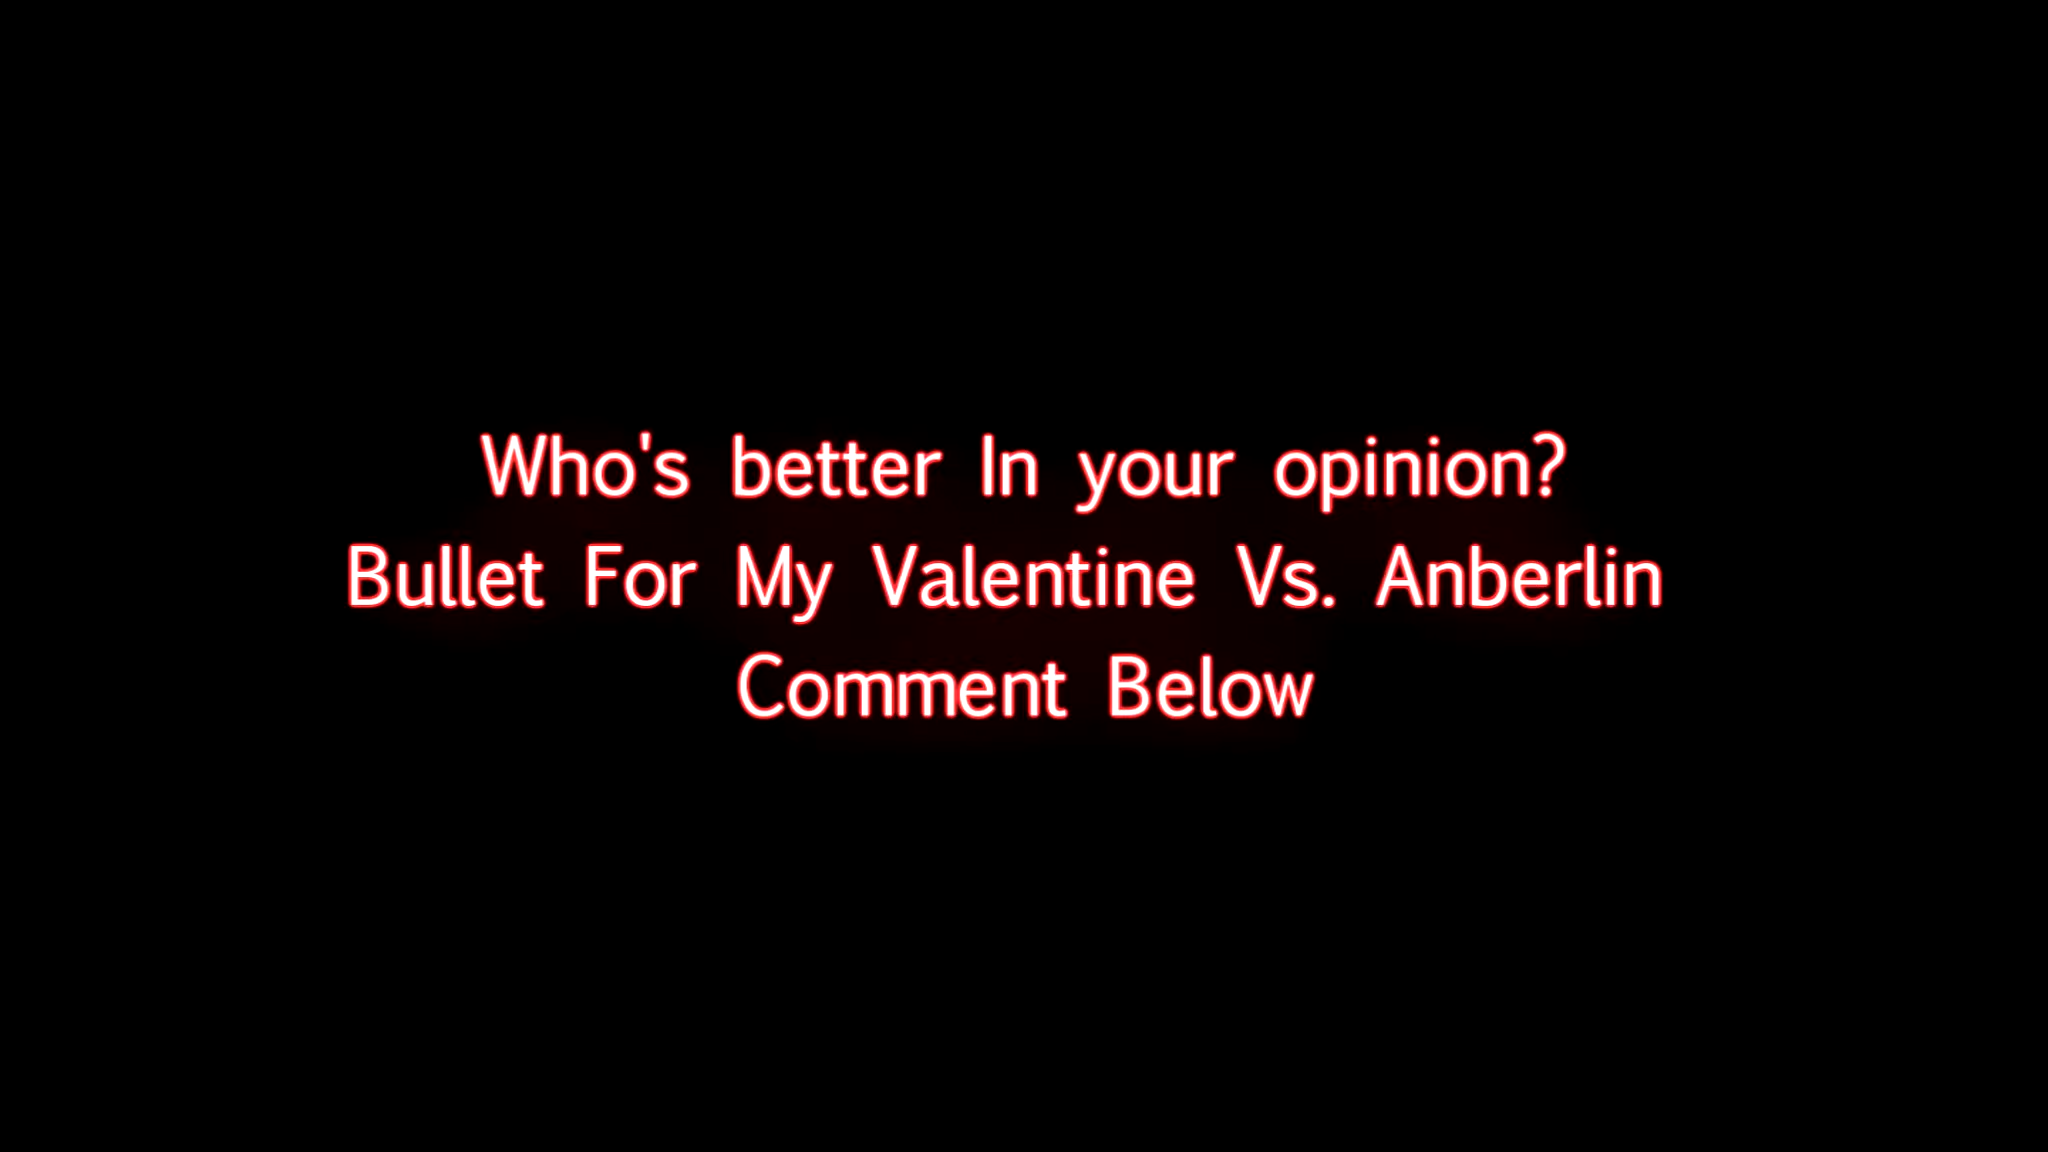 Who's better In your opinion?
Bullet For My Valentine Vs. Anberlin
Comment Below